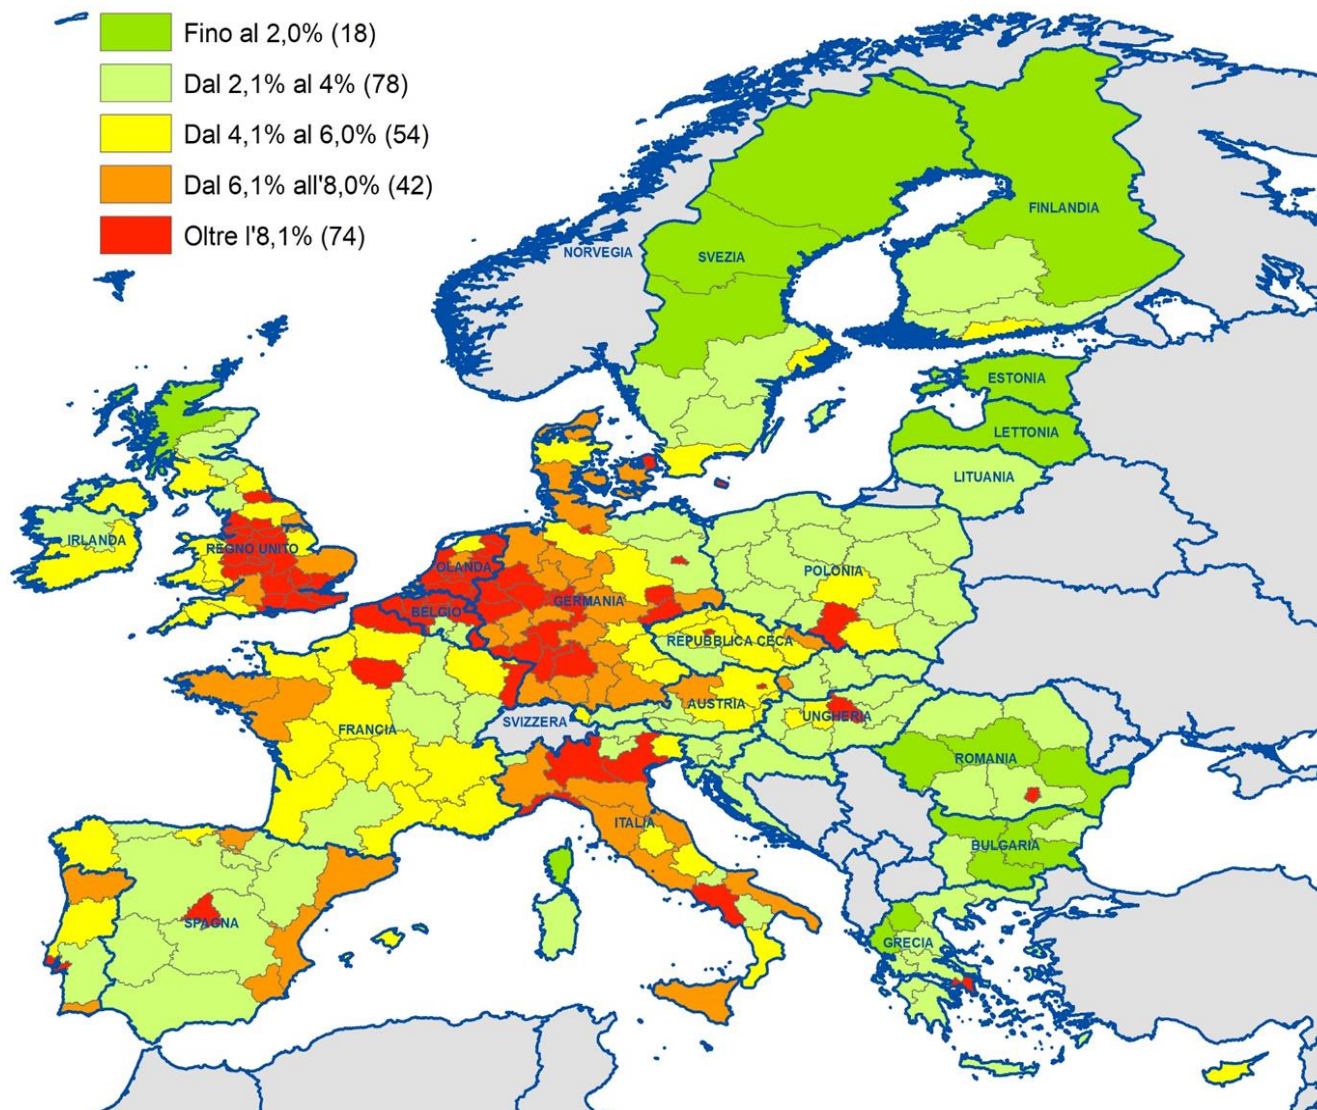 Fino al 2,0% (18)
Dal 2,1% al 4% (78)
Dal 4,1% al 6,0% (54)
Dal 6,1% all'8,0% (42)
Oltre l'8,1% (74)
FINLANDIA
NORVEGIA
SVEZIA
ESTONIA
LETTONIA
LITUANIA
IRLANDA
REGNO UNITO
OLANDA
POLONIA
BELGIO
GERMANIA
REPUBBLICA CECA
AUSTRIA
UNGHERIA
SVIZZERA
FRANCIA
ROMANIA
ITALIA
BULGARIA
SPAGNA
GRECIA